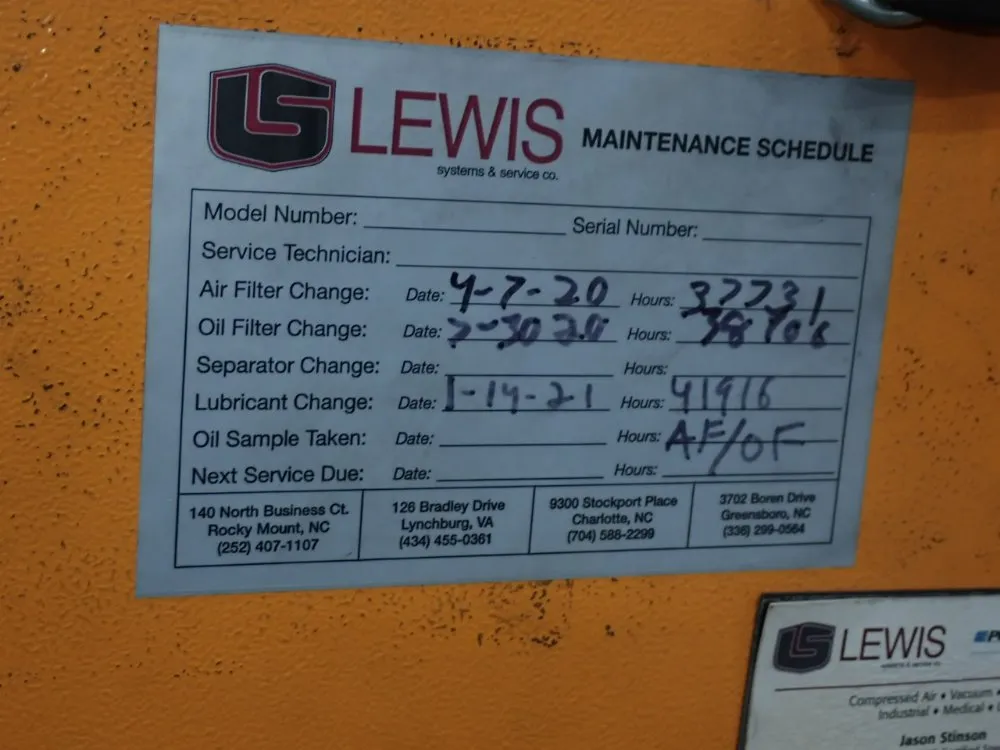 LEWIS
systems & service co.
MAINTENANCE SCHEDULE
Model Number: Serial Number:
Service Technician:
Air Filter Change: Date: 4-7-20 Hours: 37731
Oil Filter Change: Date: 7-30 20 Hours:
Separator Change: Date: Hours:
Lubricant Change: Date: 1-14-21 Hours: 41916
Oil Sample Taken: Date: Hours: AF/OF
Next Service Due: Date: Hours:
140 North Business Ct.
Rocky Mount, NC
(252) 407-1107
126 Bradley Drive
Lynchburg, VA
(434) 455-0361
9300 Stockport Place
Charlotte, NC
(704) 588-2299
3702 Boren Drive
Greensboro, NC
(336) 299-0564
LEWIS
Compressed Air • Vacuum •
Industrial • Medical •
Jason Stinson